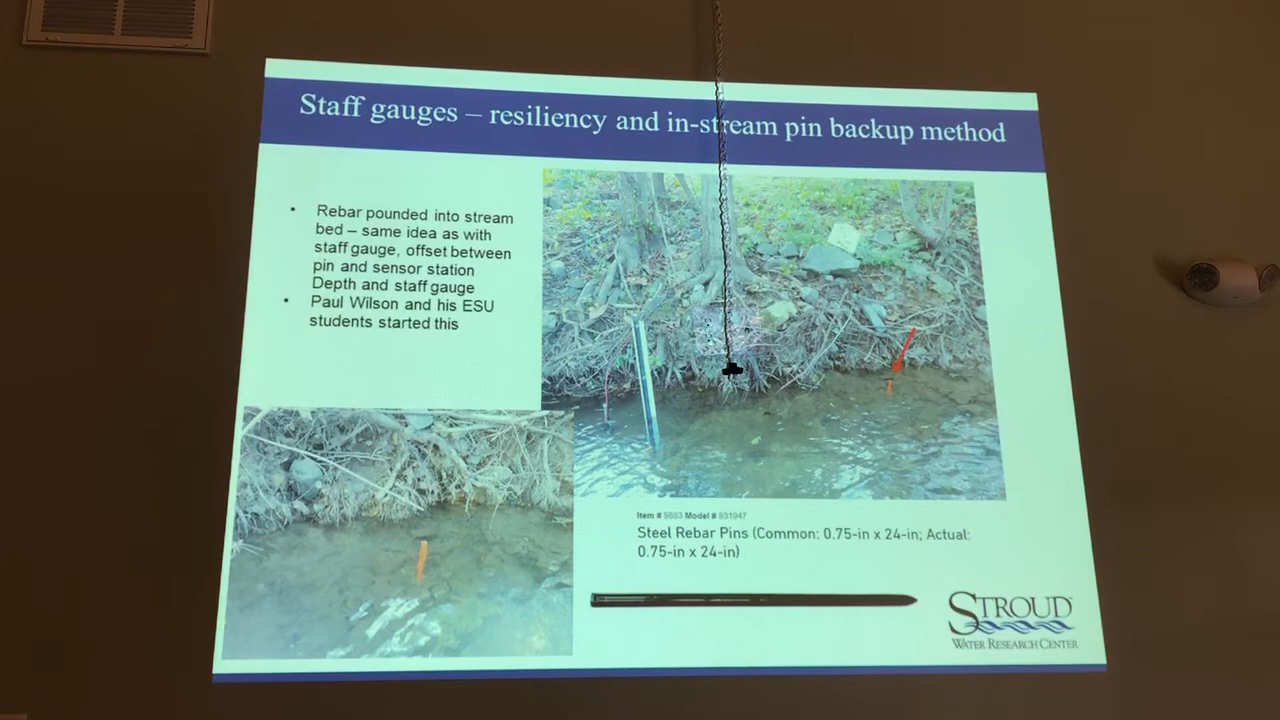 Staff gauges – resiliency and in-stream pin backup method
• Rebar pounded into stream
bed – same idea as with
staff gauge, offset between
pin and sensor station
Depth and staff gauge
• Paul Wilson and his ESU
students started this
Item # Model #
Steel Rebar Pins (Common: 0.75-in x 24-in; Actual:
0.75-in x 24-in)
STROUD
WATER RESEARCH CENTER